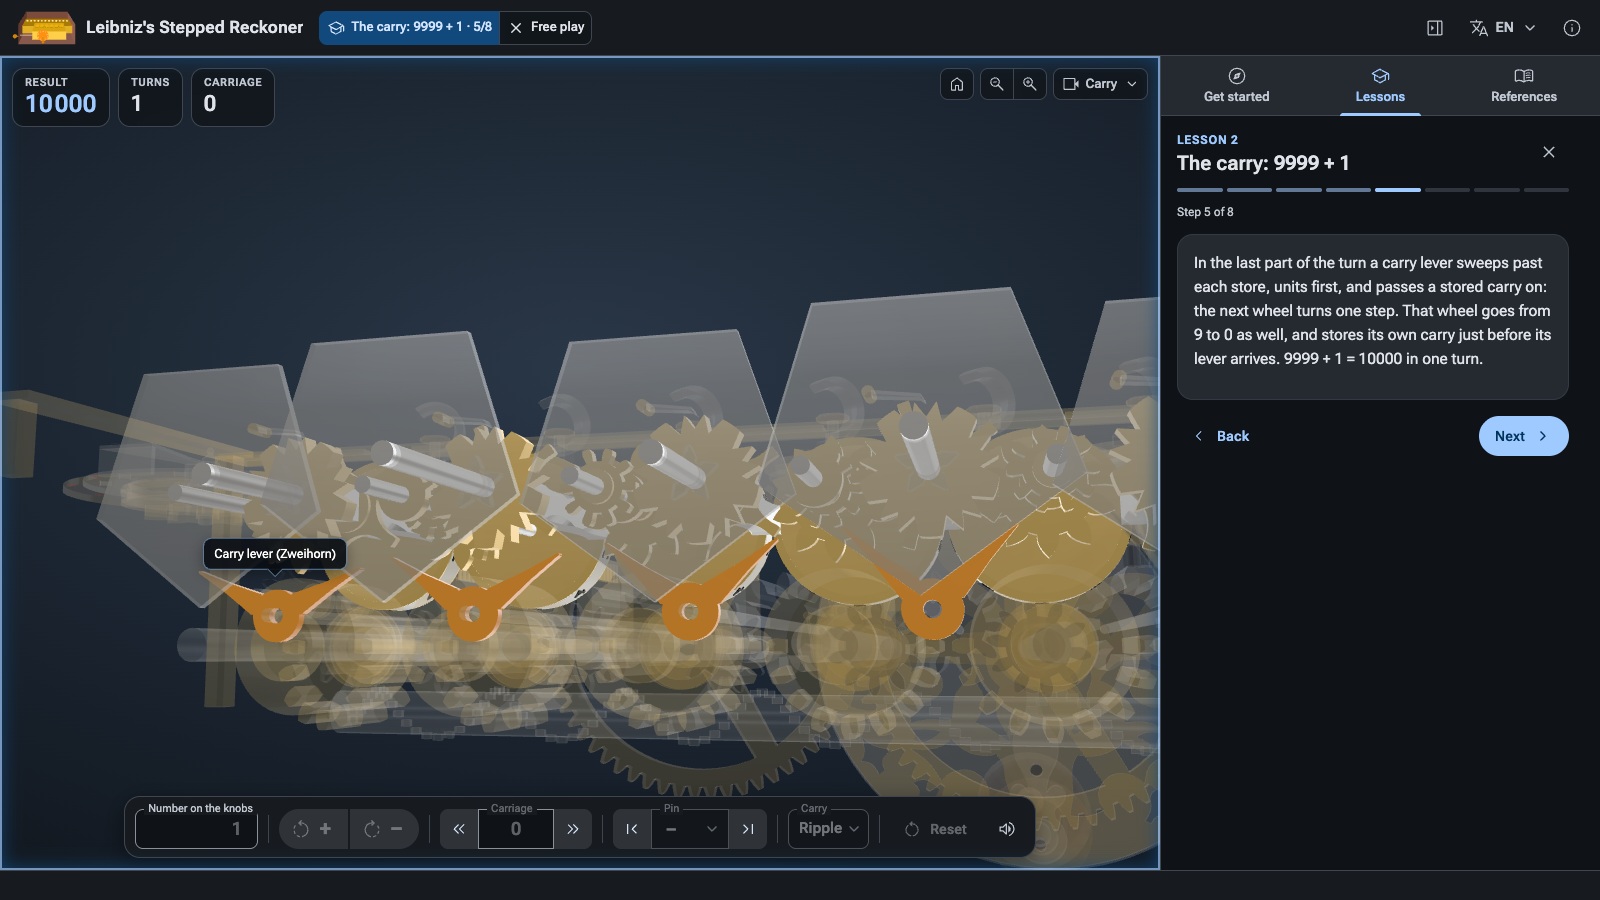 Leibniz's Stepped Reckoner
The carry: 9999 + 1 · 5/8
Free play
EN
RESULT
10000
TURNS
1
CARRIAGE
0
Carry
Get started
Lessons
References
LESSON 2
The carry: 9999 + 1
Step 5 of 8
In the last part of the turn a carry lever sweeps past
each store, units first, and passes a stored carry on:
the next wheel turns one step. That wheel goes from
9 to 0 as well, and stores its own carry just before its
lever arrives. 9999 + 1 = 10000 in one turn.
Back
Next
Carry lever (Zweihorn)
Number on the knobs
1
+
−
Carriage
0
Pin
–
Carry
Ripple
Reset